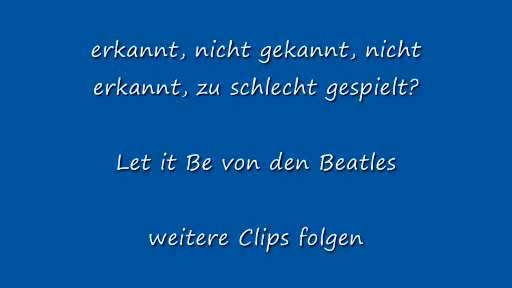 erkannt, nicht gekannt, nicht
erkannt, zu schlecht gespielt?
Let it Be von den Beatles
weitere Clips folgen